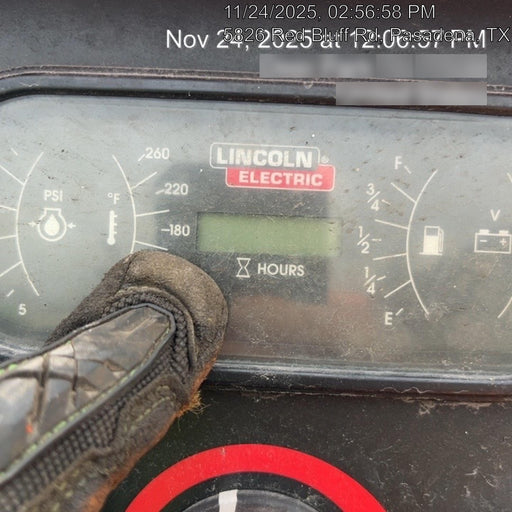 11/24/2025, 02:56:58 PM
Nov 24, 2025 at 12:06:57 PM
5826 Red Bluff Rd, Pasadena, TX
260
LINCOLN®
ELECTRIC
F
PSI
°F
220
3/4
V
180
1/2
HOURS
1/4
5
E